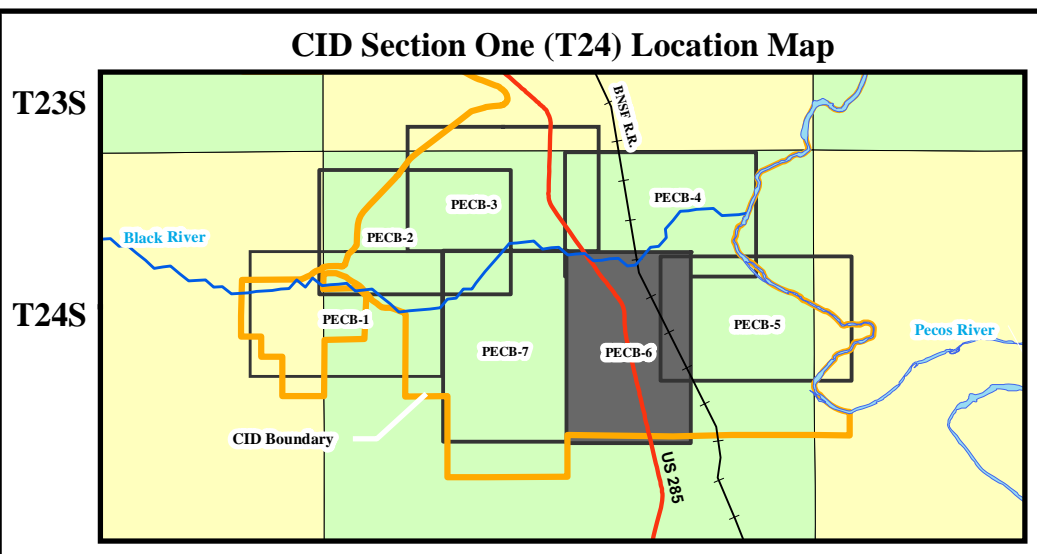 CID Section One (T24) Location Map
T23S
BNSF R.R.
PECB-4
PECB-3
PECB-2
Black River
T24S
PECB-1
PECB-5
Pecos River
PECB-7
PECB-6
CID Boundary
US 285